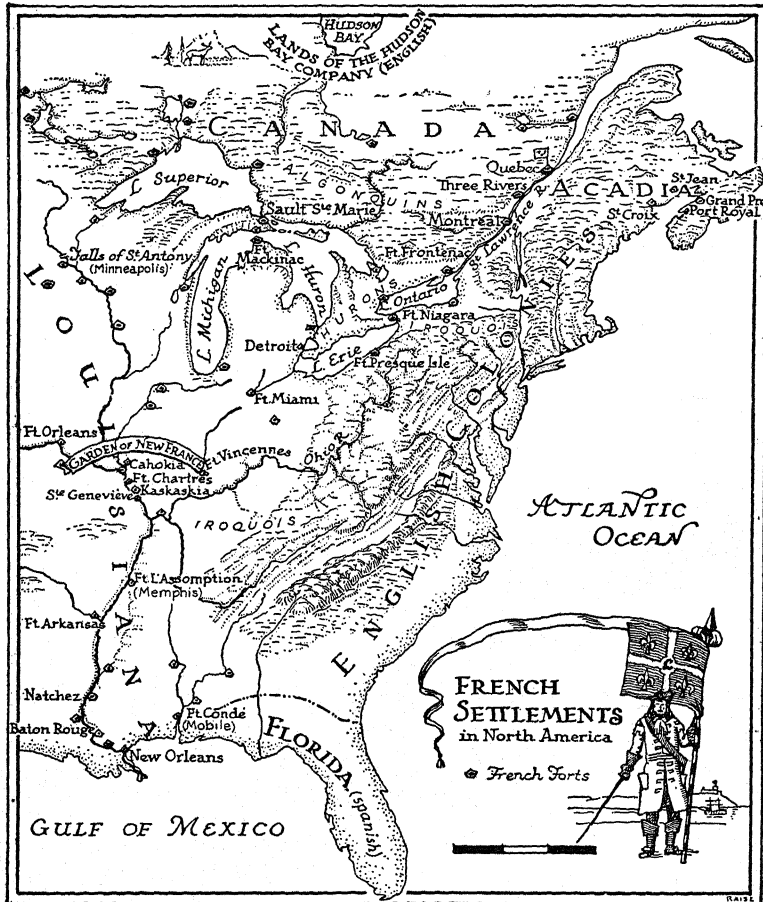 HUDSON
BAY
LANDS OF THE HUDSON
BAY COMPANY (ENGLISH)
CANADA
L Superior
ALGONQUINS
Quebec
Three Rivers
ACADIA
St Jean
Grand Pre
Port Royal
St Croix
Sault Ste Marie
Montreal
St Lawrence R
Falls of St Antony
(Minneapolis)
Ft
Mackinac
Ft. Frontenac
L Michigan
L Huron
HURONS
L Ontario
Ft. Niagara
IROQUO
Detroit
L Erie
Ft. Presque Isle
Ft. Miami
LOUISIANA
ENGLISH COLONIES
Ft. Orleans
GARDEN OF NEW FRANCE
Ft. Vincennes
Ohio R
Cahokia
Ft. Chartres
Kaskaskia
Ste Genevieve
IROQUOIS
ATLANTIC
OCEAN
Ft. L'Assomption
(Memphis)
Ft. Arkansas
Natchez
Baton Rouge
Ft. Condé
(Mobile)
New Orleans
FLORIDA (spanish)
GULF OF MEXICO
FRENCH
SETTLEMENTS
in North America
French Forts
RAISZ